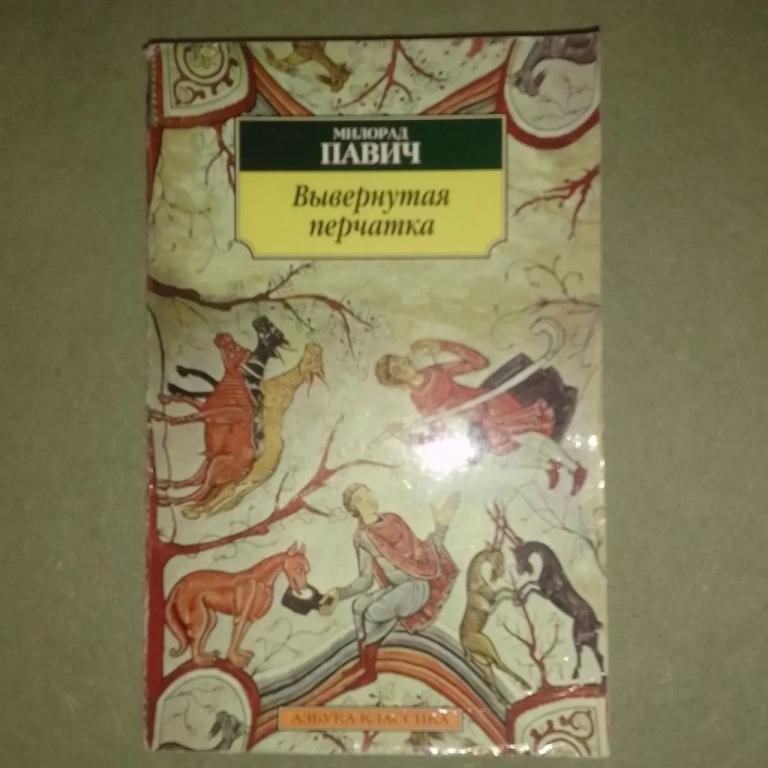 МИЛОРАД
ПАВИЧ
Вывернутая
перчатка
АЗБУКА-КЛАССИКА